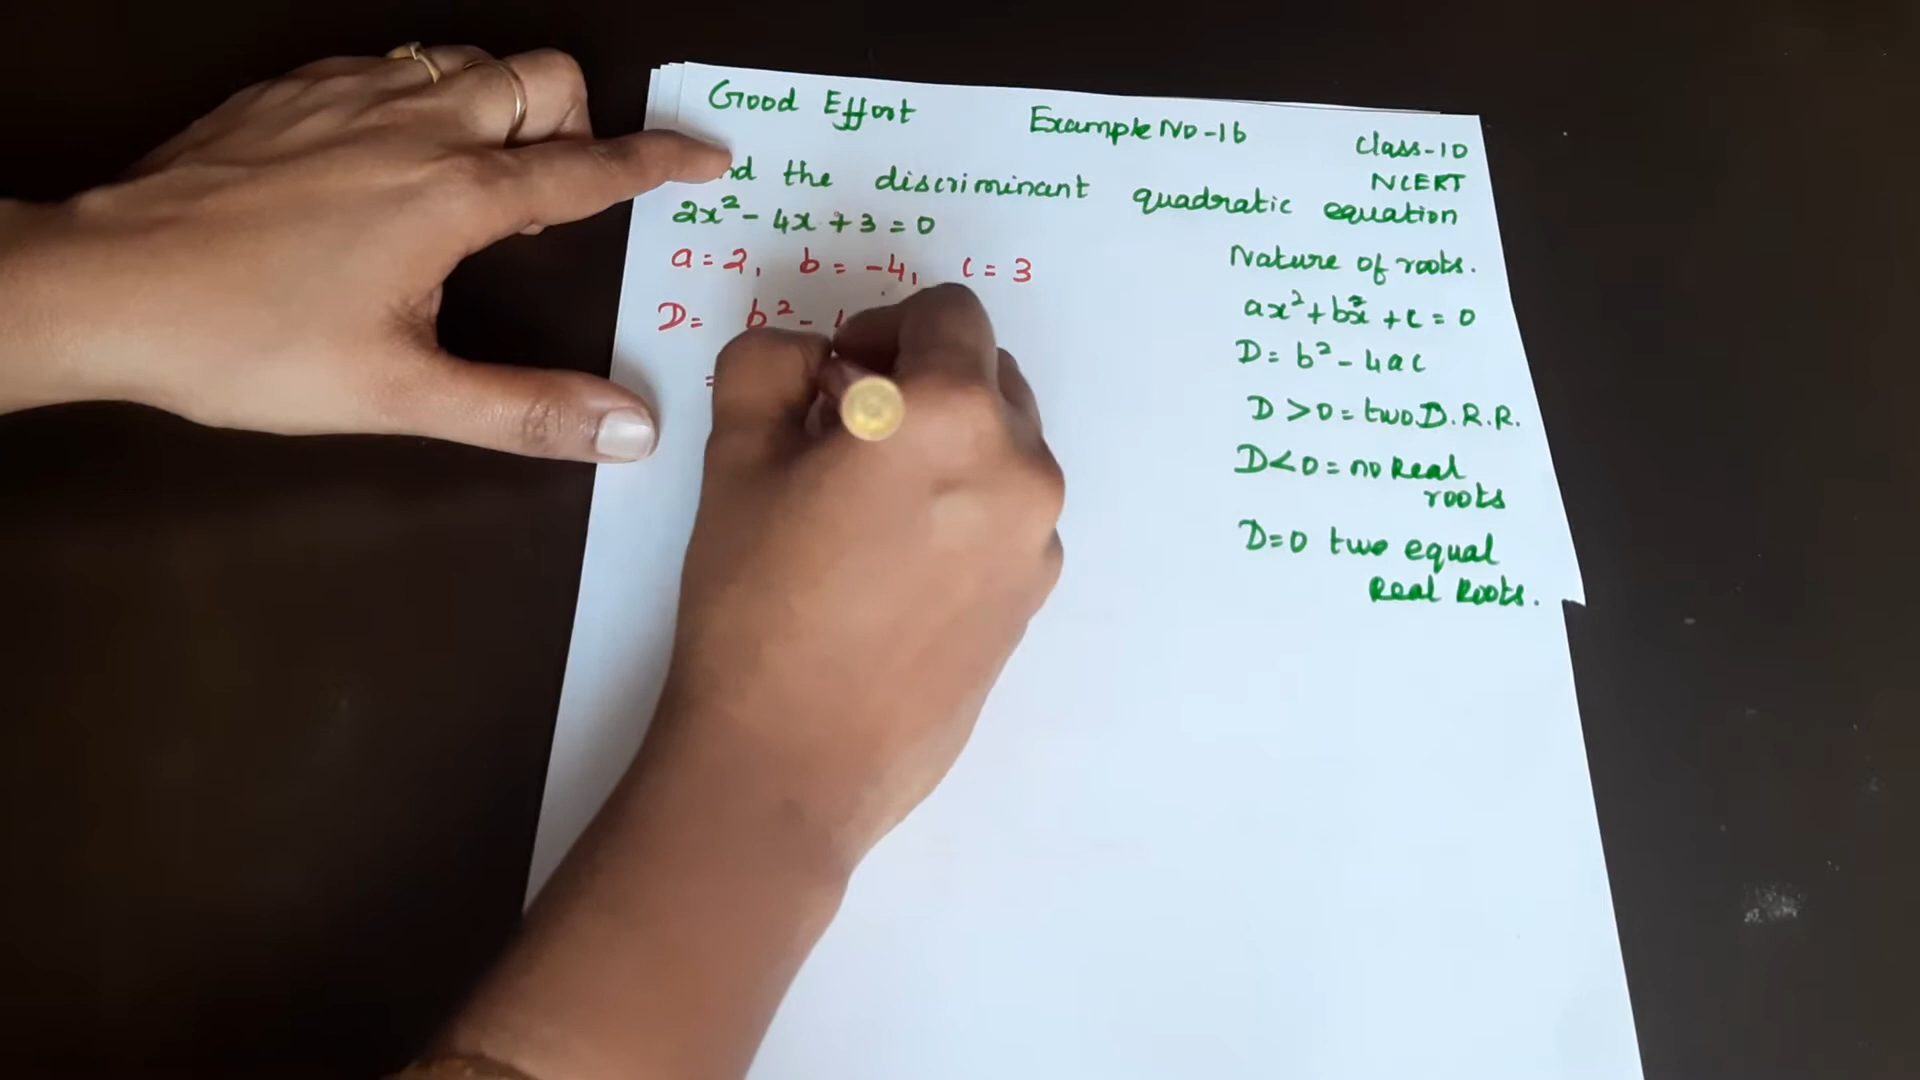 Good Effort Example No-16 Class-10
NCERT
the discriminant quadratic equation
2x² - 4x + 3 = 0
a = 2, b = -4, c = 3
D = b² -
=
Nature of roots.
ax² + bx + c = 0
D = b² - 4ac
D > 0 = two D.R.R.
D < 0 = no Real
roots
D = 0 two equal
Real Roots.